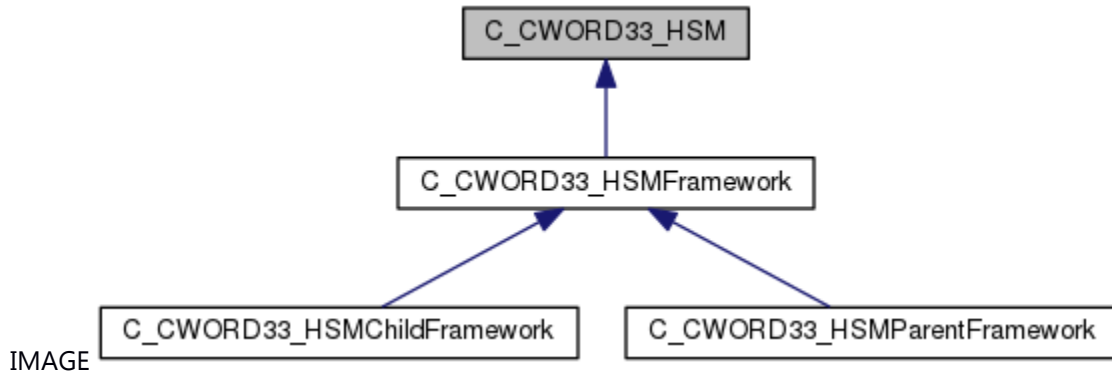 C_CWORD33_HSM
C_CWORD33_HSMFramework
C_CWORD33_HSMChildFramework
C_CWORD33_HSMParentFramework
IMAGE